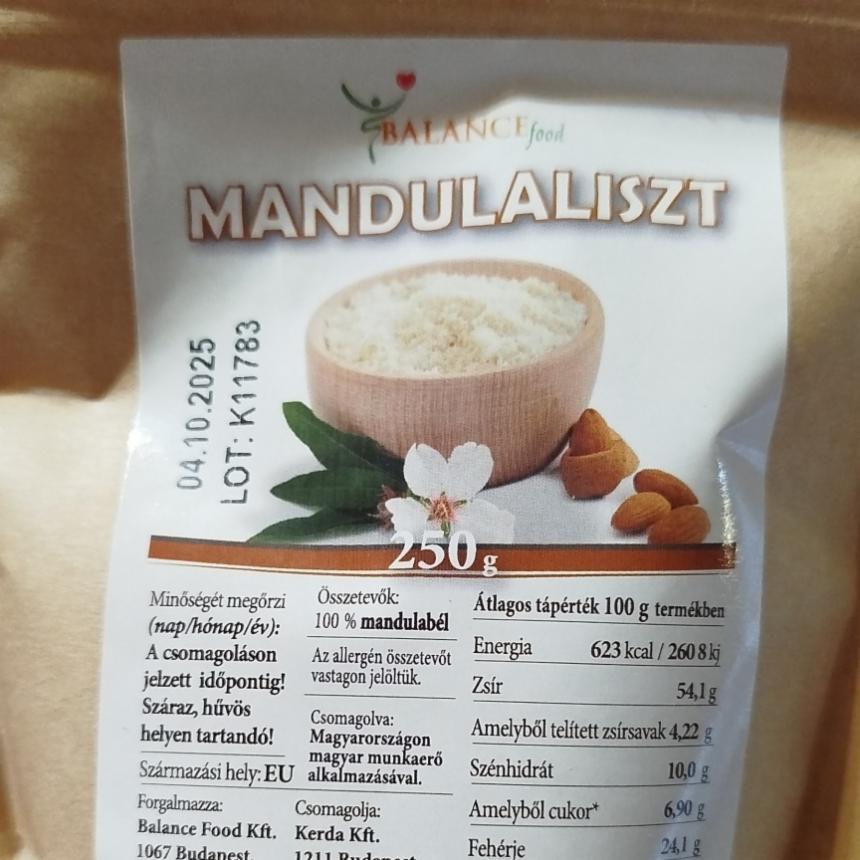 BALANCE food
MANDULALISZT
04.10.2025
LOT: K11783
250 g
Minőségét megőrzi
(nap/hónap/év):
A csomagoláson
jelzett időpontig!
Száraz, hűvös
helyen tartandó!
Származási hely: EU
Forgalmazza:
Balance Food Kft.
1067 Budapest,
Összetevők:
100 % mandulabél
Az allergén összetevőt
vastagon jelöltük.
Csomagolva:
Magyarországon
magyar munkaerő
alkalmazásával.
Csomagolja:
Kerda Kft.
1211 Budapest
Átlagos tápérték 100 g termékben
Energia 623 kcal / 2608 kj
Zsír 54,1 g
Amelyből telített zsírsavak 4,22 g
Szénhidrát 10,0 g
Amelyből cukor* 6,90 g
Fehérje 24,1 g